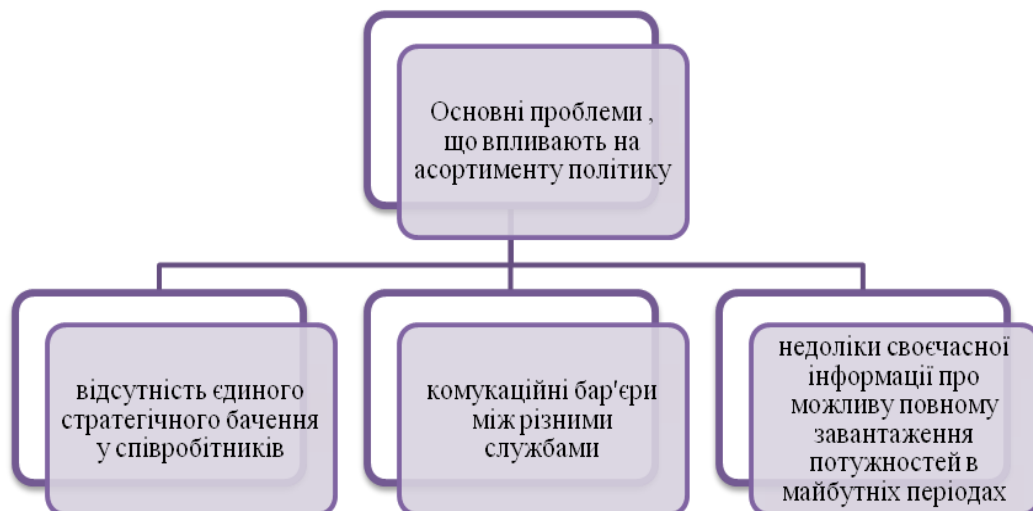 Основні проблеми ,
що впливають на
асортименту політику
відсутність єдиного
стратегічного бачення
у співробітників
комукаційні бар'єри
між різними
службами
недоліки своєчасної
інформації про
можливу повному
завантаження
потужностей в
майбутніх періодах